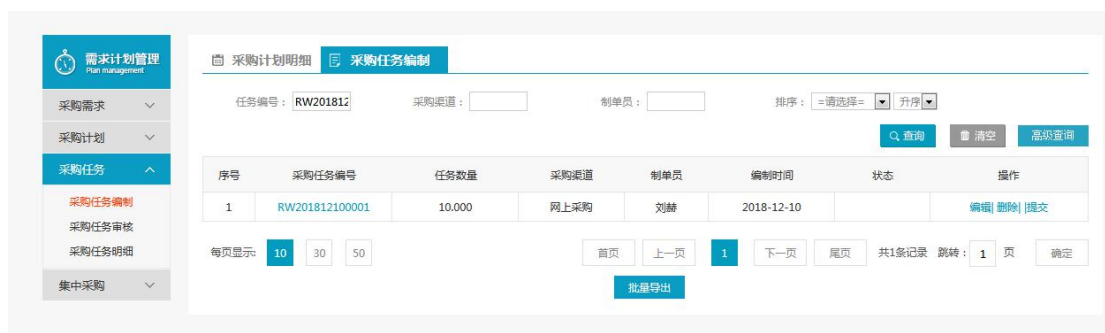 需求计划管理
Plan management
采购需求
采购计划
采购任务
采购任务编制
采购任务审核
采购任务明细
集中采购
采购计划明细 采购任务编制
任务编号： RW201812 采购渠道： 制单员： 排序： =请选择= 升序
查询 清空 高级查询
序号 采购任务编号 任务数量 采购渠道 制单员 编制时间 状态 操作
1 RW201812100001 10.000 网上采购 刘赫 2018-12-10 编辑| 删除| |提交
每页显示: 10 30 50 首页 上一页 1 下一页 尾页 共1条记录 跳转： 1 页 确定
批量导出